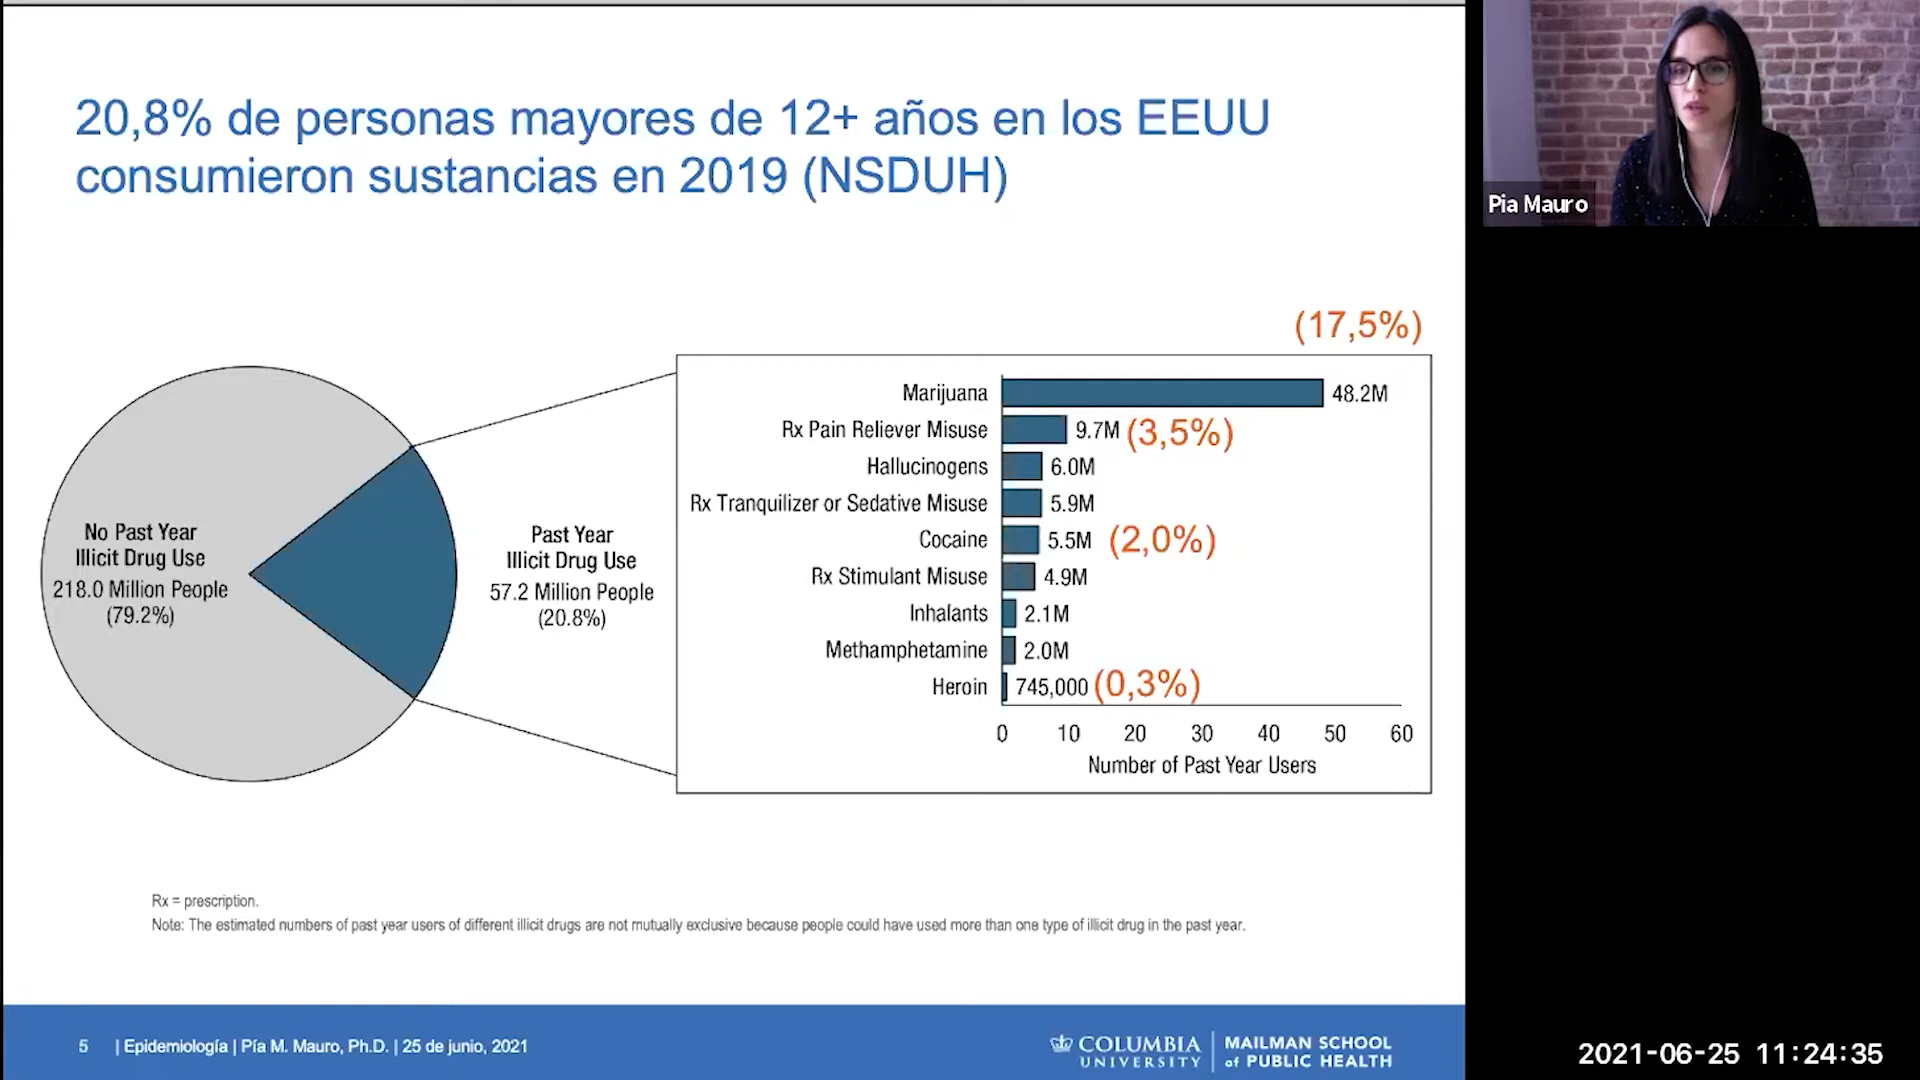 20,8% de personas mayores de 12+ años en los EEUU
consumieron sustancias en 2019 (NSDUH)
Pia Mauro
(17,5%)
No Past Year
Illicit Drug Use
218.0 Million People
(79.2%)
Past Year
Illicit Drug Use
57.2 Million People
(20.8%)
Marijuana 48.2M
Rx Pain Reliever Misuse 9.7M (3,5%)
Hallucinogens 6.0M
Rx Tranquilizer or Sedative Misuse 5.9M
Cocaine 5.5M (2,0%)
Rx Stimulant Misuse 4.9M
Inhalants 2.1M
Methamphetamine 2.0M
Heroin 745,000 (0,3%)
0 10 20 30 40 50 60
Number of Past Year Users
Rx = prescription.
Note: The estimated numbers of past year users of different illicit drugs are not mutually exclusive because people could have used more than one type of illicit drug in the past year.
5 | Epidemiología | Pía M. Mauro, Ph.D. | 25 de junio, 2021
COLUMBIA
UNIVERSITY
MAILMAN SCHOOL
of PUBLIC HEALTH
2021-06-25 11:24:35